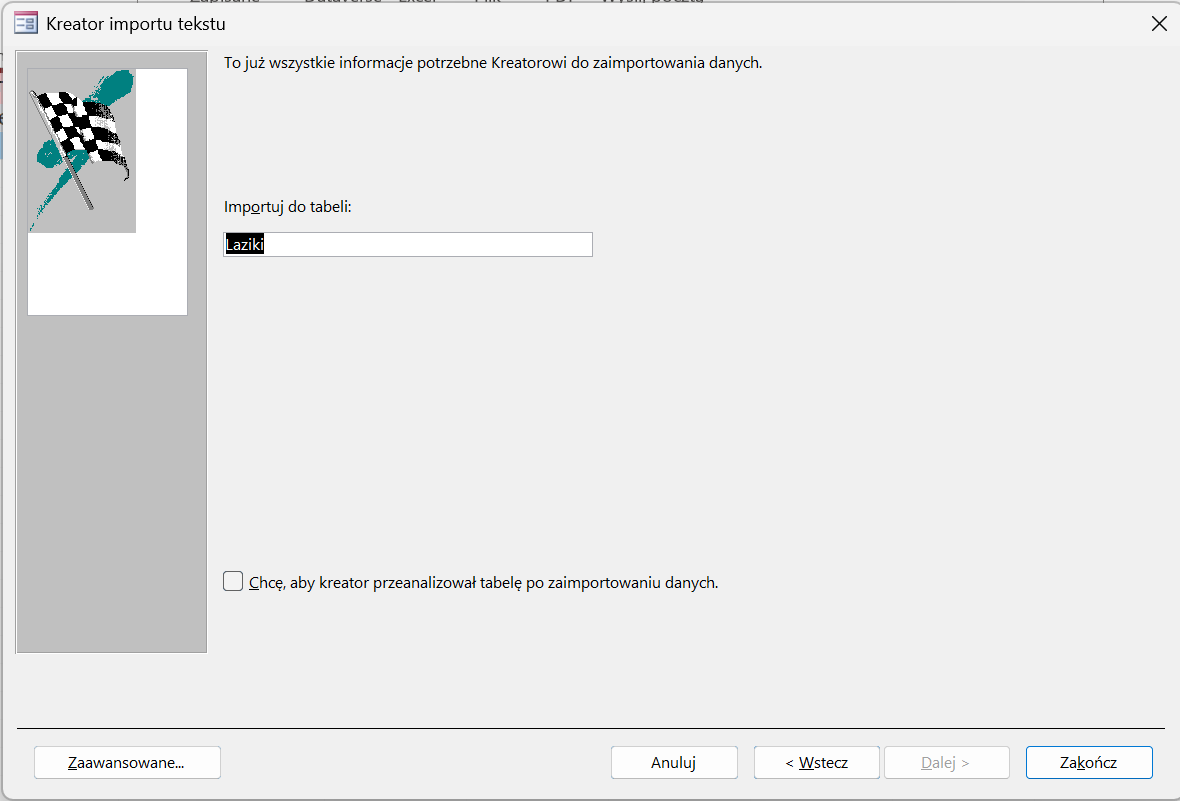 Kreator importu tekstu
To już wszystkie informacje potrzebne Kreatorowi do zaimportowania danych.
Importuj do tabeli:
Laziki
Chcę, aby kreator przeanalizował tabelę po zaimportowaniu danych.
Zaawansowane...
Anuluj
< Wstecz
Dalej >
Zakończ